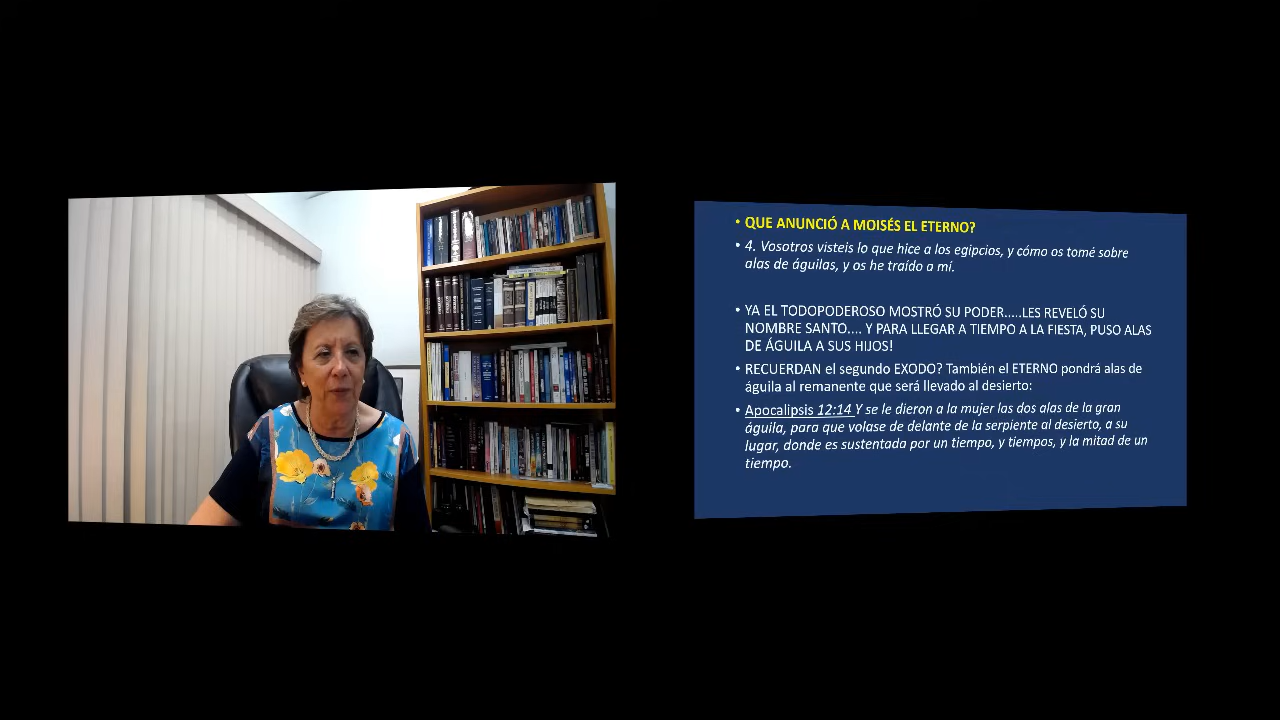 • QUE ANUNCIÓ A MOISÉS EL ETERNO?
• 4. Vosotros visteis lo que hice a los egipcios, y cómo os tomé sobre
alas de águilas, y os he traído a mí.
• YA EL TODOPODEROSO MOSTRÓ SU PODER.....LES REVELÓ SU
NOMBRE SANTO.... Y PARA LLEGAR A TIEMPO A LA FIESTA, PUSO ALAS
DE ÁGUILA A SUS HIJOS!
• RECUERDAN el segundo EXODO? También el ETERNO pondrá alas de
águila al remanente que será llevado al desierto:
• Apocalipsis 12:14 Y se le dieron a la mujer las dos alas de la gran
águila, para que volase de delante de la serpiente al desierto, a su
lugar, donde es sustentada por un tiempo, y tiempos, y la mitad de un
tiempo.